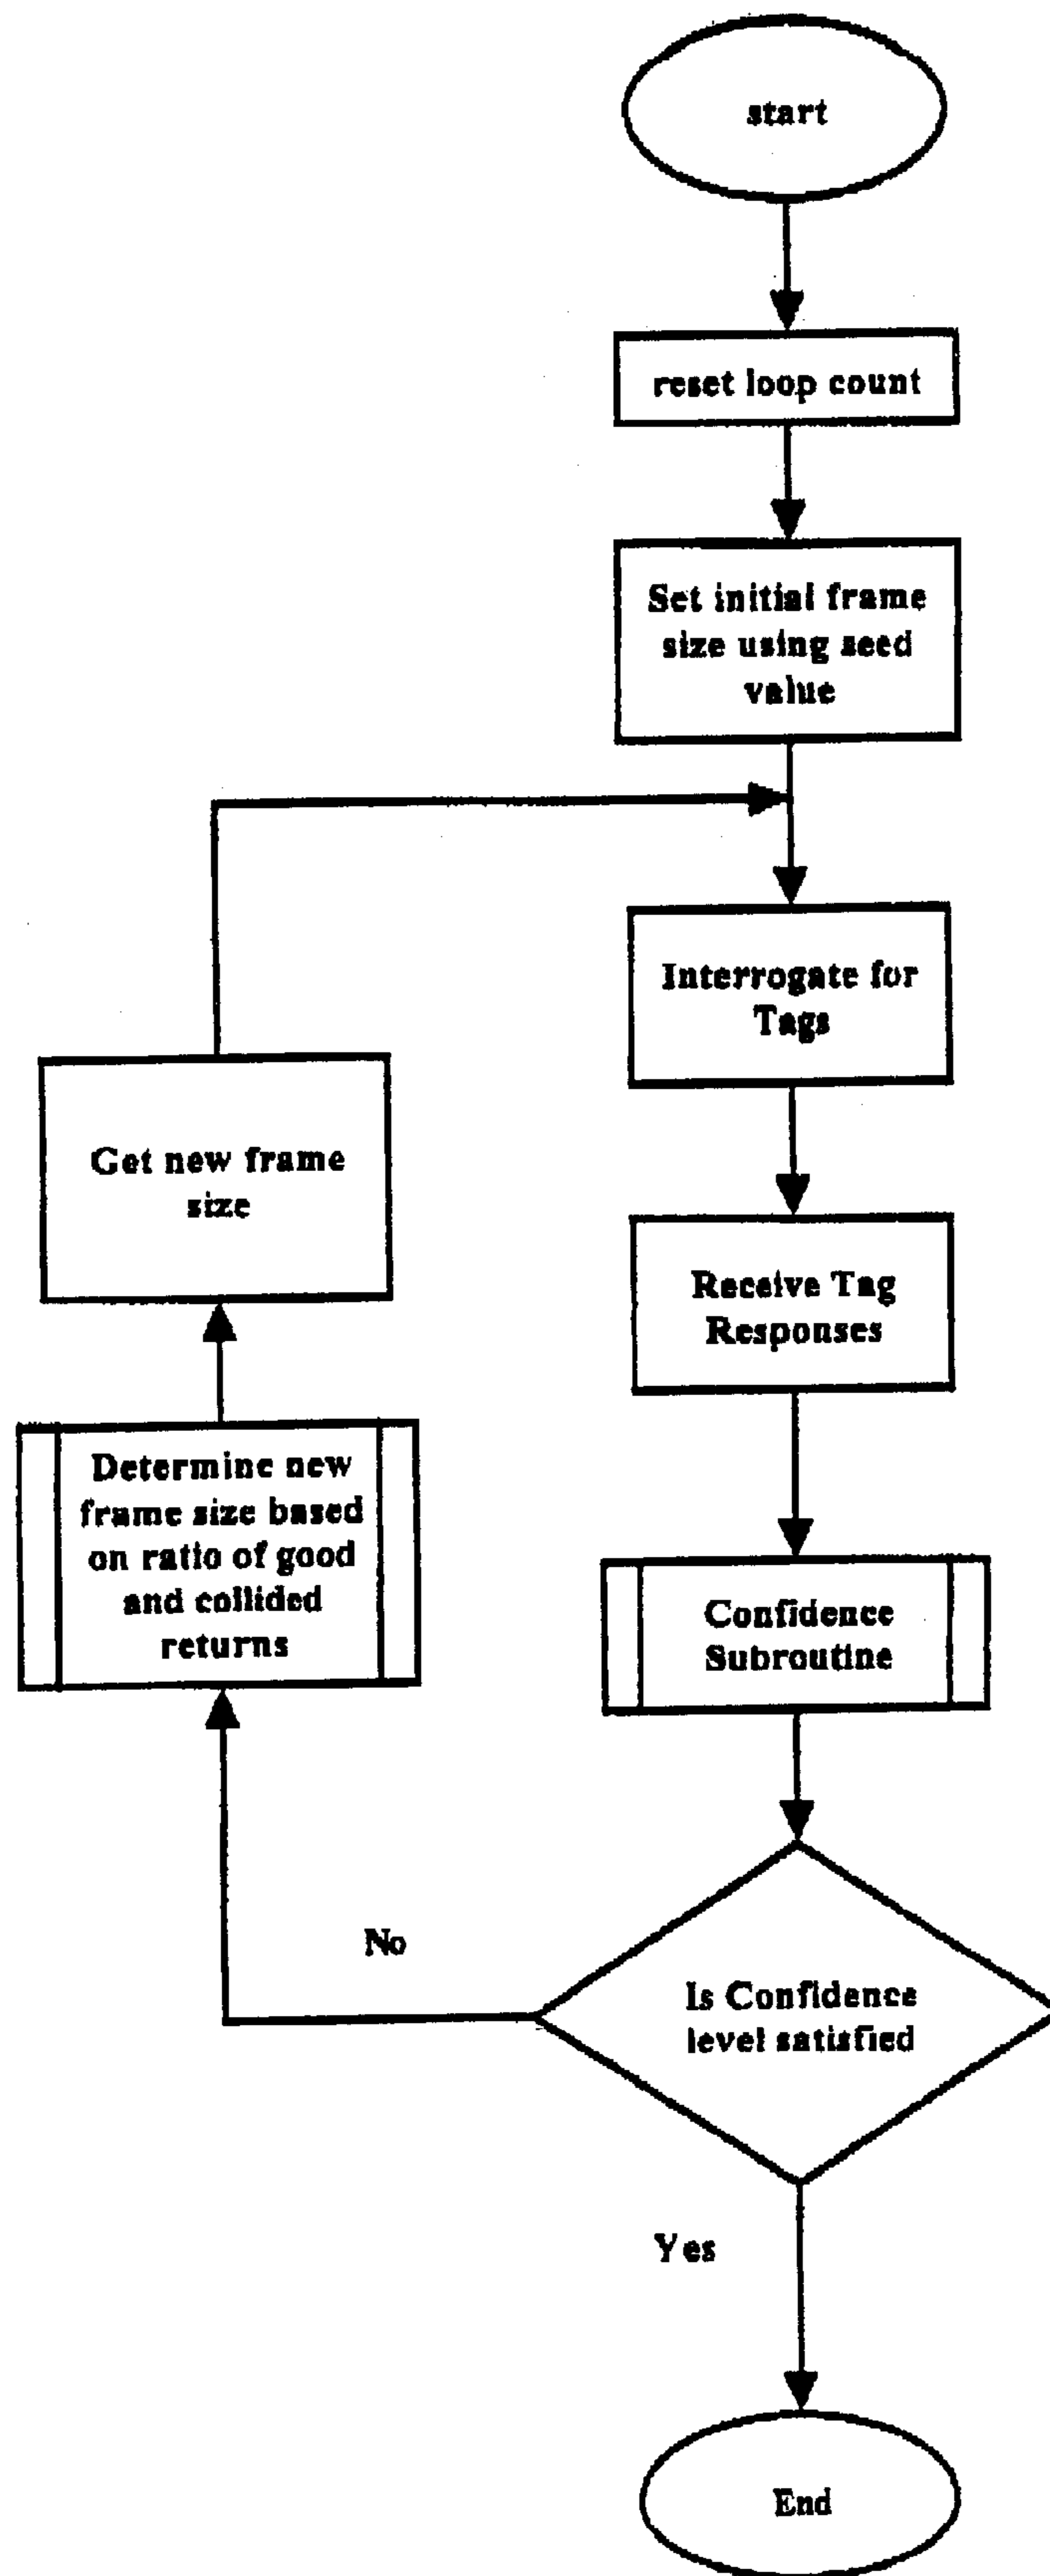 start
reset loop count
Set initial frame
size using seed
value
Interrogate for
Tags
Get new frame
size
Receive Tag
Responses
Determine new
frame size based
on ratio of good
and collided
returns
Confidence
Subroutine
No
Is Confidence
level satisfied
Yes
End